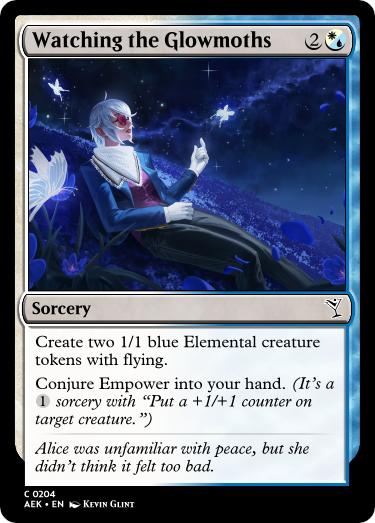 Watching the Glowmoths 2
Sorcery
Create two 1/1 blue Elemental creature
tokens with flying.
Conjure Empower into your hand. (It's a
1 sorcery with “Put a +1/+1 counter on
target creature.”)
Alice was unfamiliar with peace, but she
didn't think it felt too bad.
C 0204
AEK • EN Kevin Glint